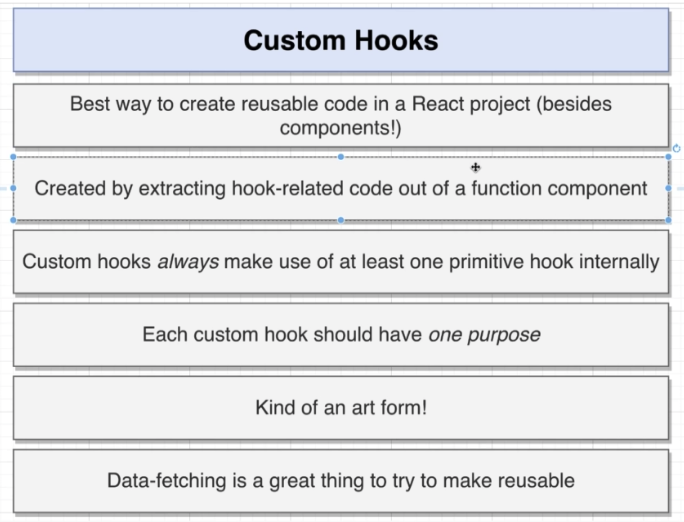 Custom Hooks
Best way to create reusable code in a React project (besides
components!)
Created by extracting hook-related code out of a function component
Custom hooks always make use of at least one primitive hook internally
Each custom hook should have one purpose
Kind of an art form!
Data-fetching is a great thing to try to make reusable